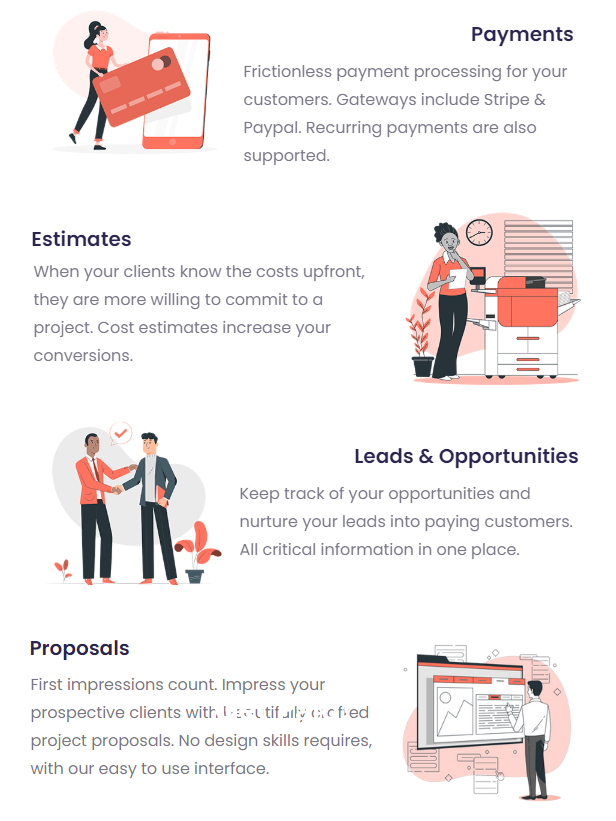 Payments
Frictionless payment processing for your
customers. Gateways include Stripe &
Paypal. Recurring payments are also
supported.
Estimates
When your clients know the costs upfront,
they are more willing to commit to a
project. Cost estimates increase your
conversions.
Leads & Opportunities
Keep track of your opportunities and
nurture your leads into paying customers.
All critical information in one place.
Proposals
First impressions count. Impress your
prospective clients with beautifully crafted
project proposals. No design skills requires,
with our easy to use interface.